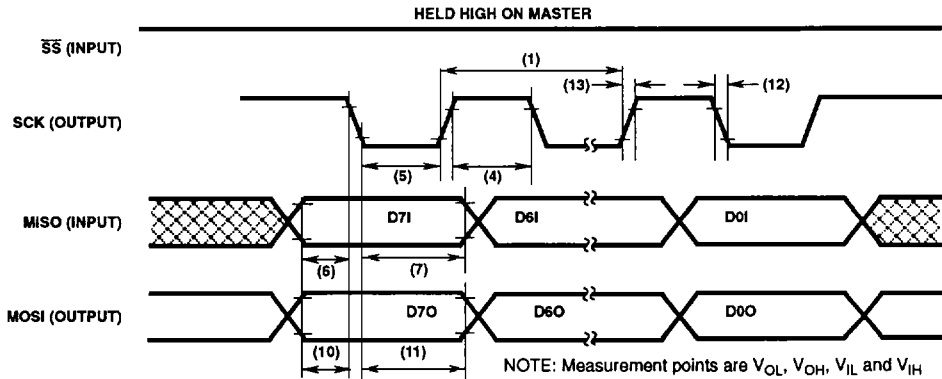 HELD HIGH ON MASTER
SS (INPUT)
(1)
(13)
(12)
SCK (OUTPUT)
(5)
(4)
MISO (INPUT)
D7I
D6I
D0I
(6)
(7)
MOSI (OUTPUT)
D7O
D6O
D0O
(10)
(11)
NOTE: Measurement points are VOL, VOH, VIL and VIH